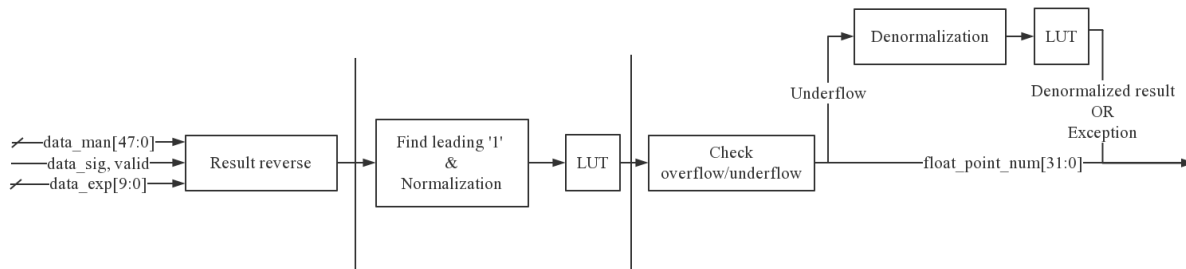 data_man[47:0]
data_sig, valid
data_exp[9:0]
Result reverse
Find leading '1'
&
Normalization
LUT
Check
overflow/underflow
Underflow
Denormalization
LUT
Denormalized result
OR
Exception
float_point_num[31:0]